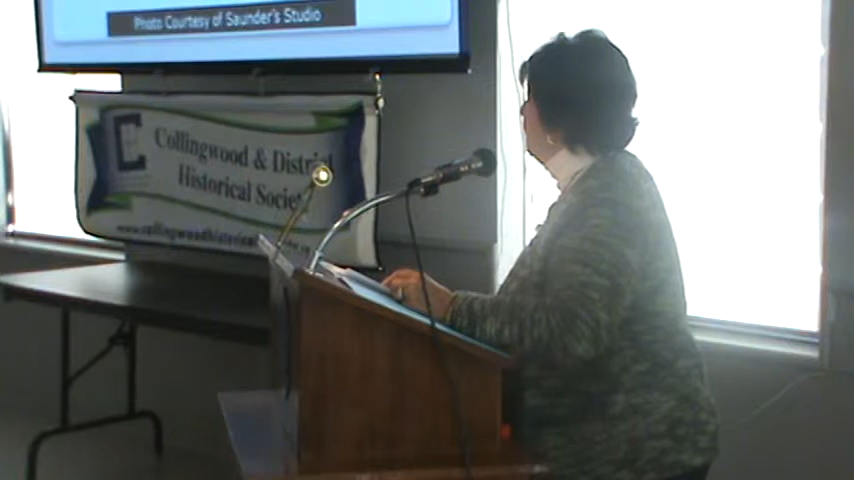 Photo Courtesy of Saunder's Studio
Collingwood & District
Historical Society